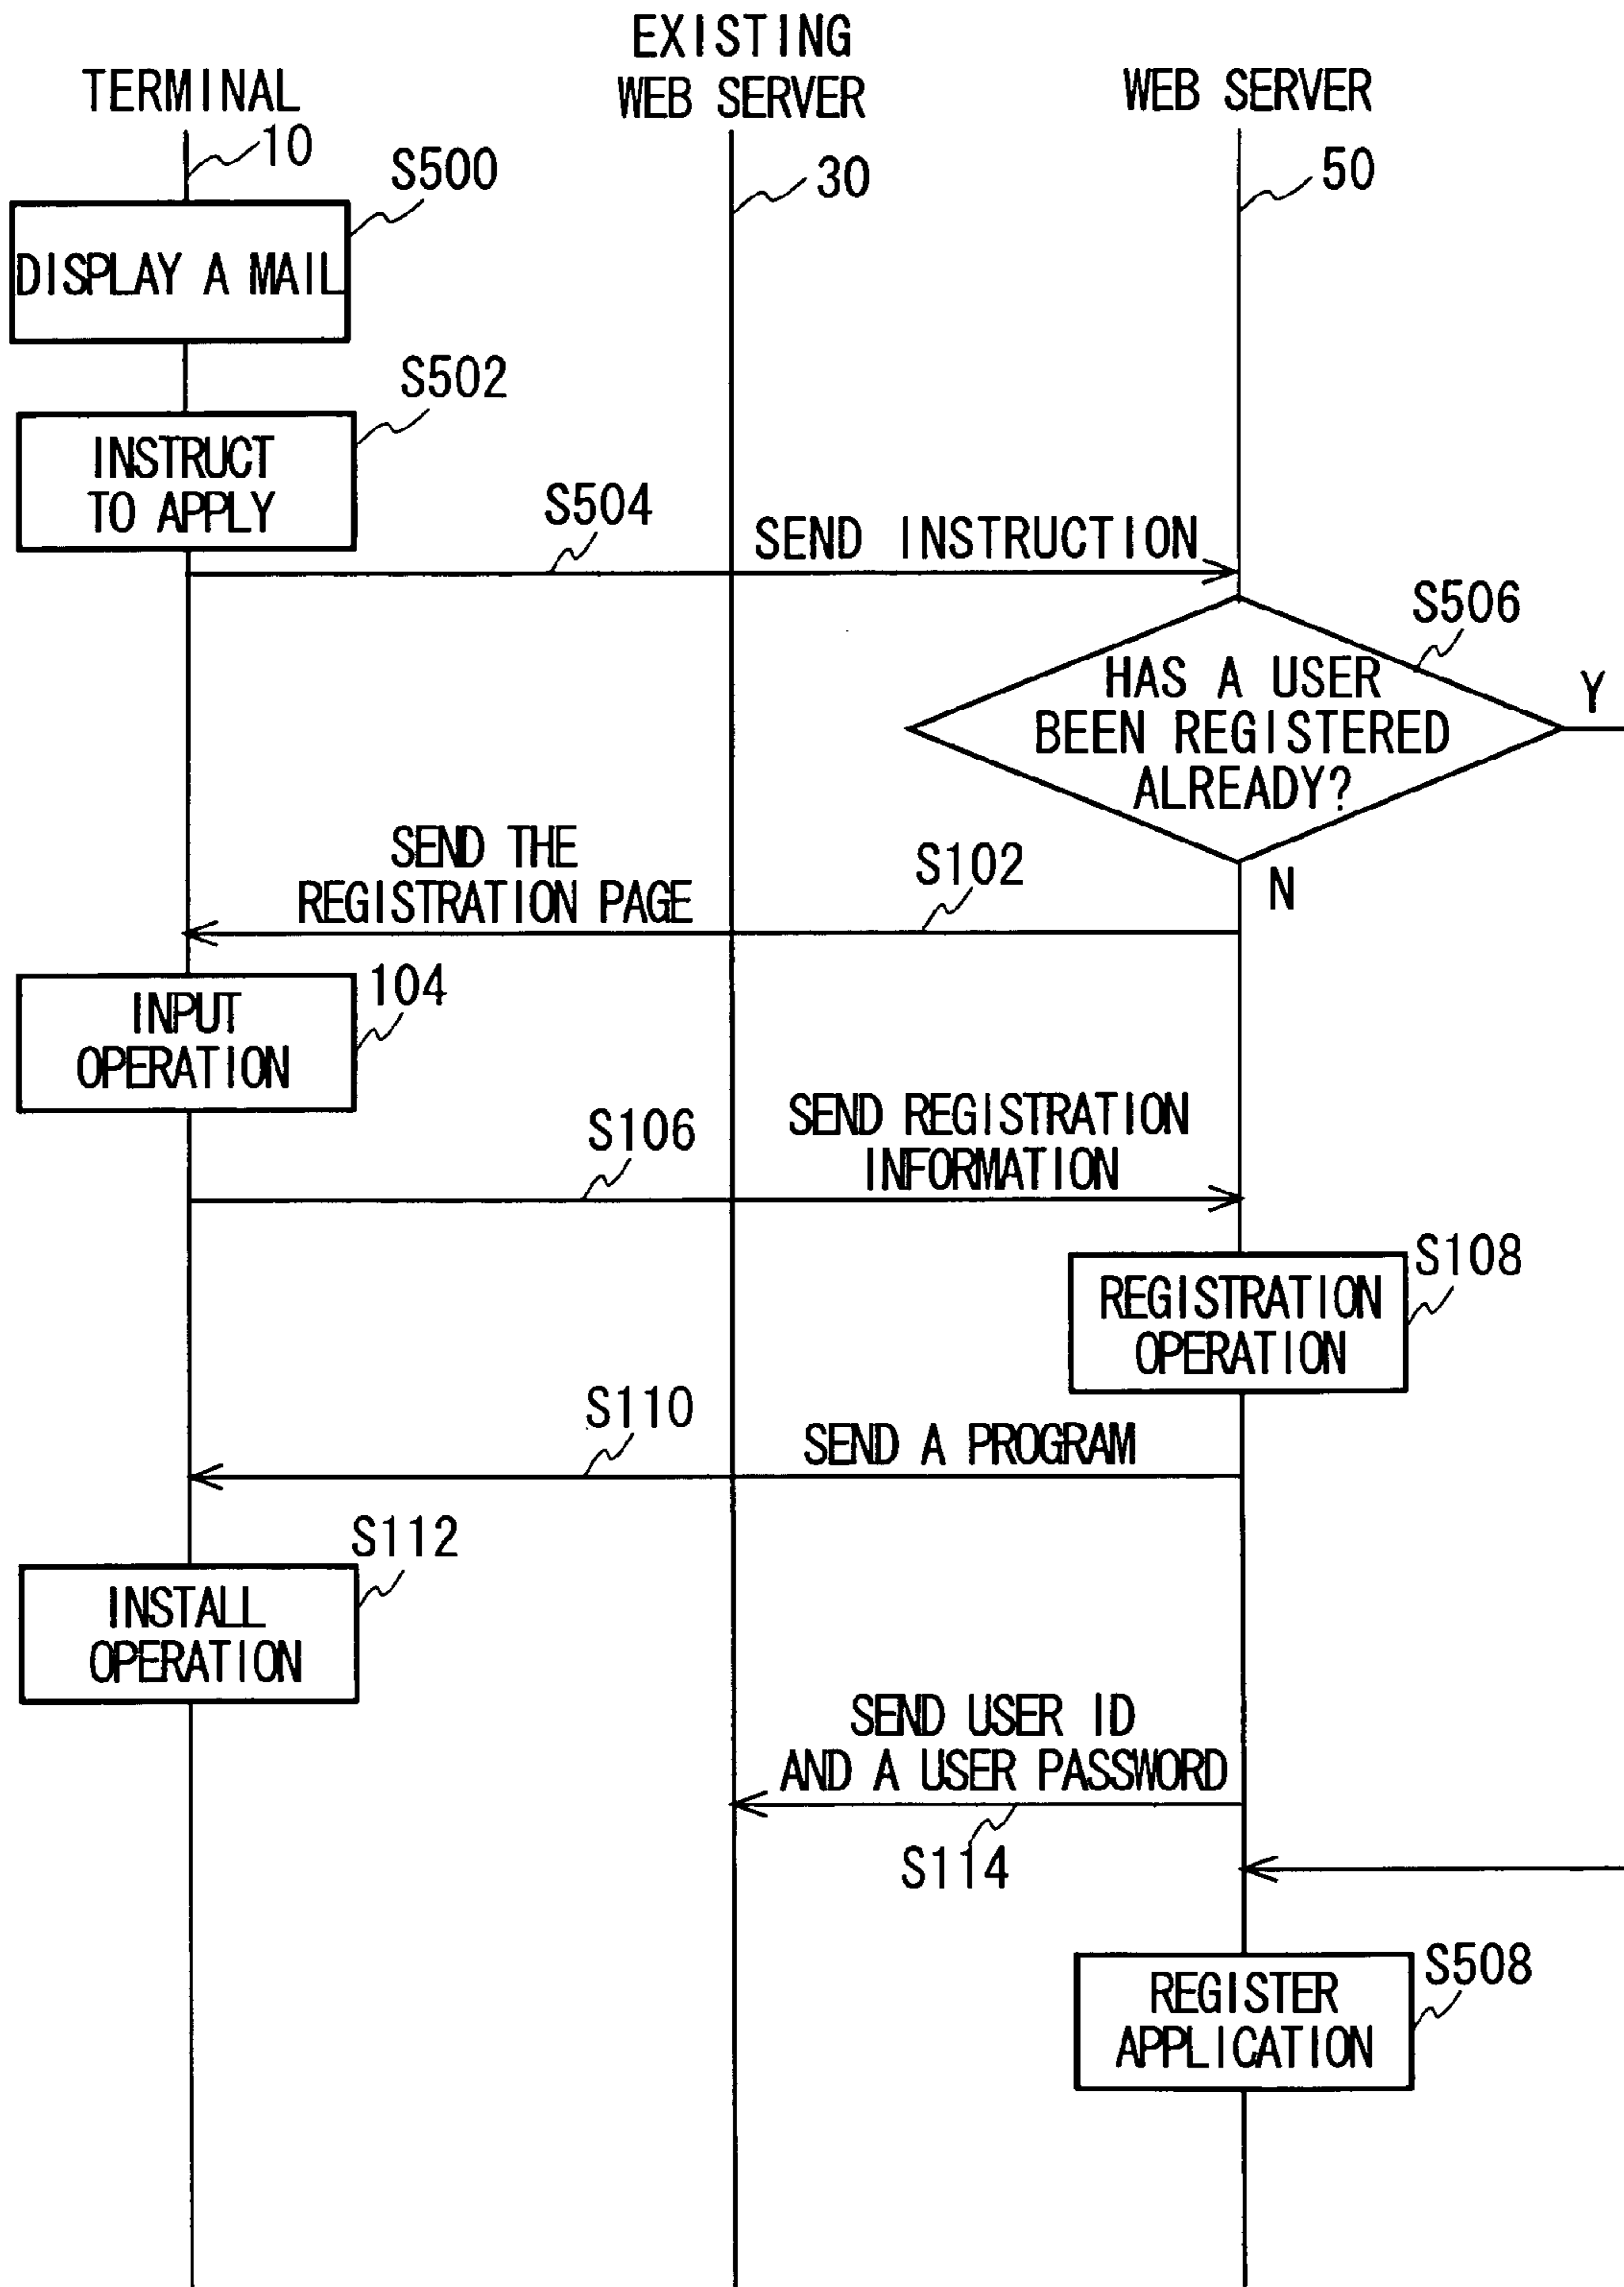 EXISTING
TERMINAL
WEB SERVER
WEB SERVER
10
30
50
S500
DISPLAY A MAIL
S502
INSTRUCT
TO APPLY
S504
SEND INSTRUCTION
S506
HAS A USER
BEEN REGISTERED
ALREADY?
Y
N
SEND THE
REGISTRATION PAGE
S102
104
INPUT
OPERATION
S106
SEND REGISTRATION
INFORMATION
S108
REGISTRATION
OPERATION
S110
SEND A PROGRAM
S112
INSTALL
OPERATION
SEND USER ID
AND A USER PASSWORD
S114
S508
REGISTER
APPLICATION